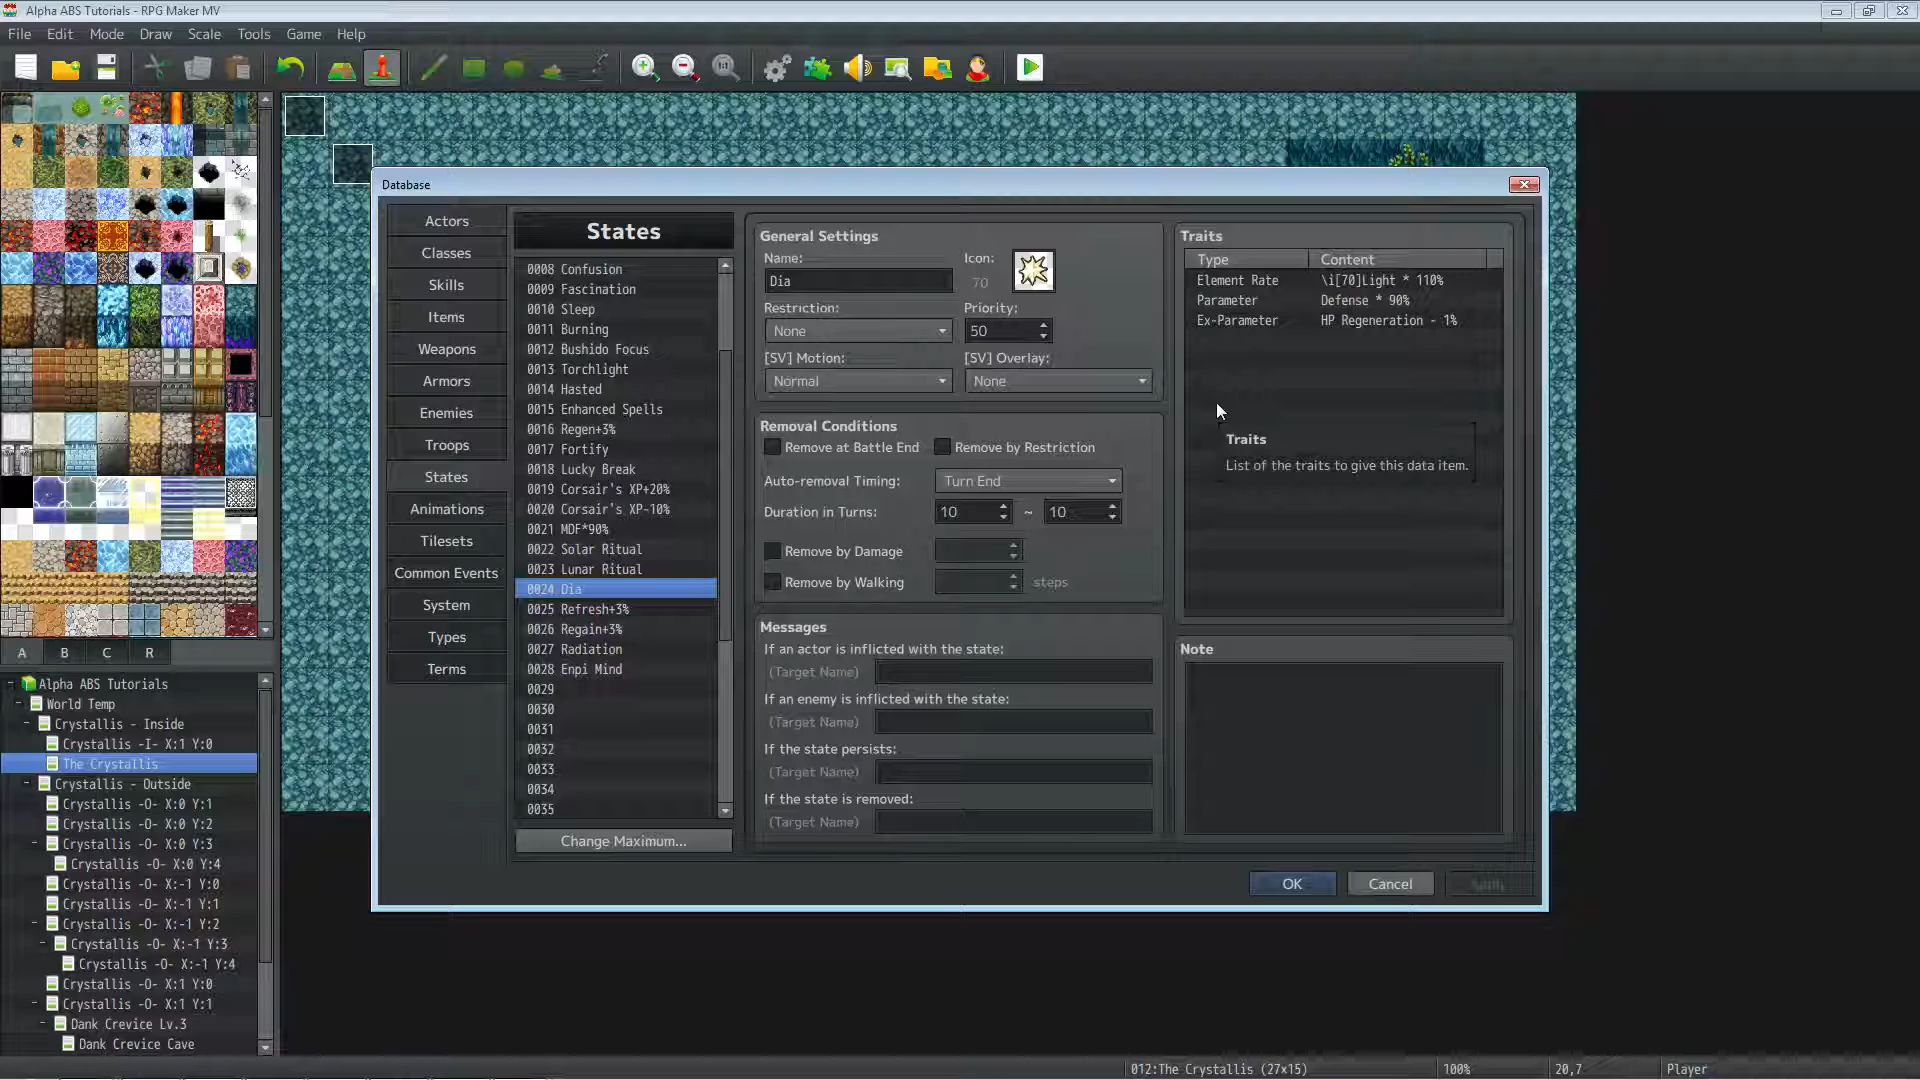 Alpha ABS Tutorials - RPG Maker MV
File Edit Mode Draw Scale Tools Game Help
Database
Actors
Classes
Skills
Items
Weapons
Armors
Enemies
Troops
States
Animations
Tilesets
Common Events
System
Types
Terms
States
0008 Confusion
0009 Fascination
0010 Sleep
0011 Burning
0012 Bushido Focus
0013 Torchlight
0014 Hasted
0015 Enhanced Spells
0016 Regen+3%
0017 Fortify
0018 Lucky Break
0019 Corsair's XP+20%
0020 Corsair's XP-10%
0021 MDF*90%
0022 Solar Ritual
0023 Lunar Ritual
0024 Dia
0025 Refresh+3%
0026 Regain+3%
0027 Radiation
0028 Enpi Mind
0029
0030
0031
0032
0033
0034
0035
Change Maximum...
General Settings
Name: Icon:
Dia 70
Restriction: Priority:
None 50
[SV] Motion: [SV] Overlay:
Normal None
Removal Conditions
Remove at Battle End Remove by Restriction
Auto-removal Timing: Turn End
Duration in Turns: 10 ~ 10
Remove by Damage
Remove by Walking steps
Messages
If an actor is inflicted with the state:
(Target Name)
If an enemy is inflicted with the state:
(Target Name)
If the state persists:
(Target Name)
If the state is removed:
(Target Name)
Traits
Type Content
Element Rate \i[70]Light * 110%
Parameter Defense * 90%
Ex-Parameter HP Regeneration - 1%
Traits
List of the traits to give this data item.
Note
OK Cancel Apply
A B C R
Alpha ABS Tutorials
World Temp
Crystallis - Inside
Crystallis -I- X:1 Y:0
The Crystallis
Crystallis - Outside
Crystallis -O- X:0 Y:1
Crystallis -O- X:0 Y:2
Crystallis -O- X:0 Y:3
Crystallis -O- X:0 Y:4
Crystallis -O- X:-1 Y:0
Crystallis -O- X:-1 Y:1
Crystallis -O- X:-1 Y:2
Crystallis -O- X:-1 Y:3
Crystallis -O- X:-1 Y:4
Crystallis -O- X:1 Y:0
Crystallis -O- X:1 Y:1
Dank Crevice Lv.3
Dank Crevice Cave
012:The Crystallis (27x15) 100% 20,7 Player